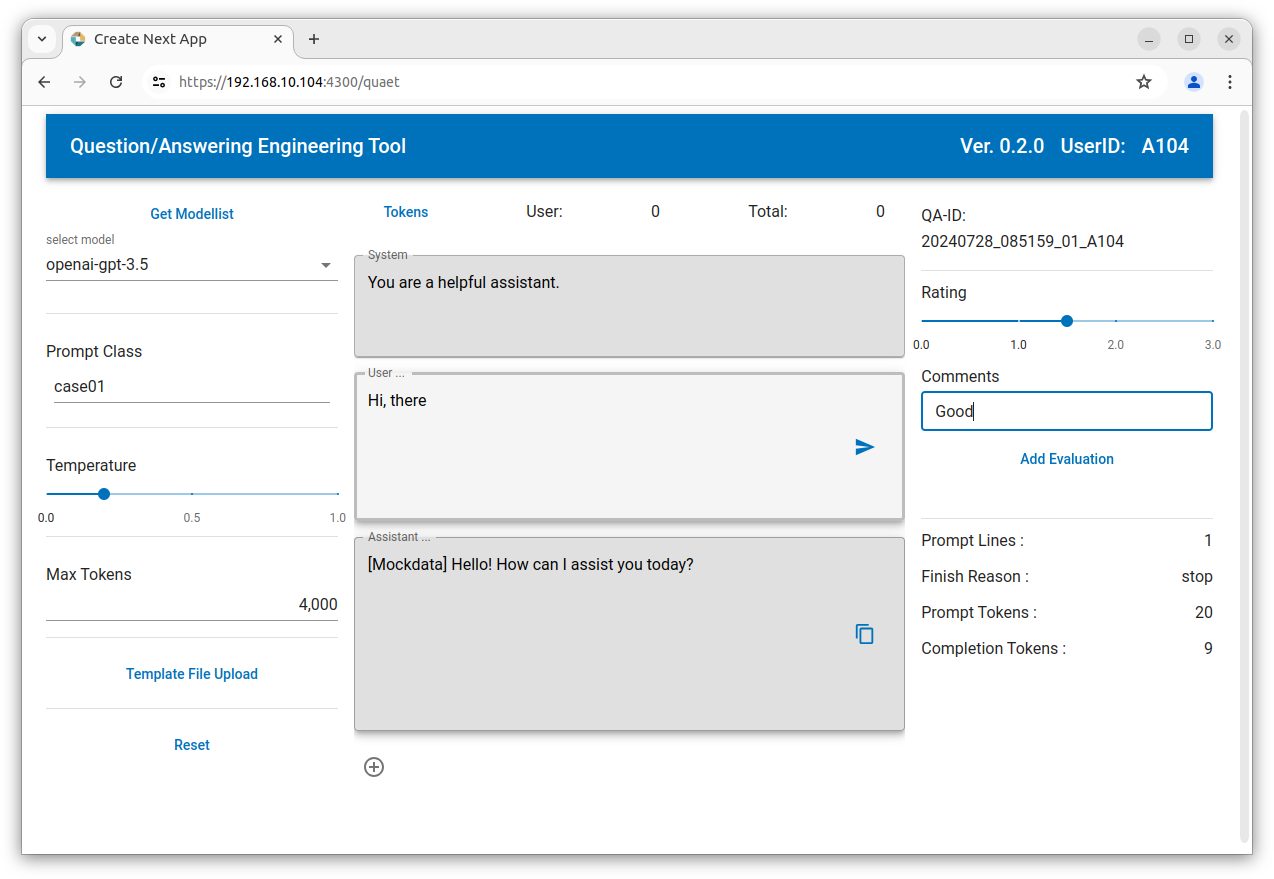 Create Next App
https://192.168.10.104:4300/quaet
Question/Answering Engineering Tool
Ver. 0.2.0 UserID: A104
Get Modellist
select model
openai-gpt-3.5
Prompt Class
case01
Temperature
0.0 0.5 1.0
Max Tokens
4,000
Template File Upload
Reset
Tokens User: 0 Total: 0
System
You are a helpful assistant.
User ...
Hi, there
Assistant ...
[Mockdata] Hello! How can I assist you today?
QA-ID:
20240728_085159_01_A104
Rating
0.0 1.0 2.0 3.0
Comments
Good
Add Evaluation
Prompt Lines : 1
Finish Reason : stop
Prompt Tokens : 20
Completion Tokens : 9